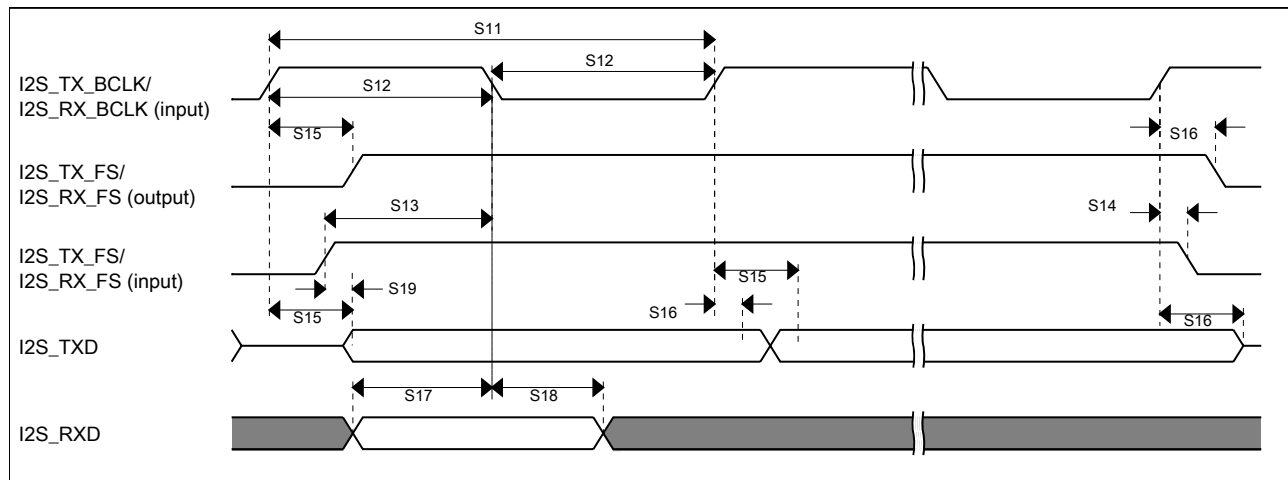 S11
S12
I2S_TX_BCLK/
I2S_RX_BCLK (input)
S12
S15
S16
I2S_TX_FS/
I2S_RX_FS (output)
S13
S14
I2S_TX_FS/
I2S_RX_FS (input)
S15
S19
S16
S15
S16
I2S_TXD
S17
S18
I2S_RXD